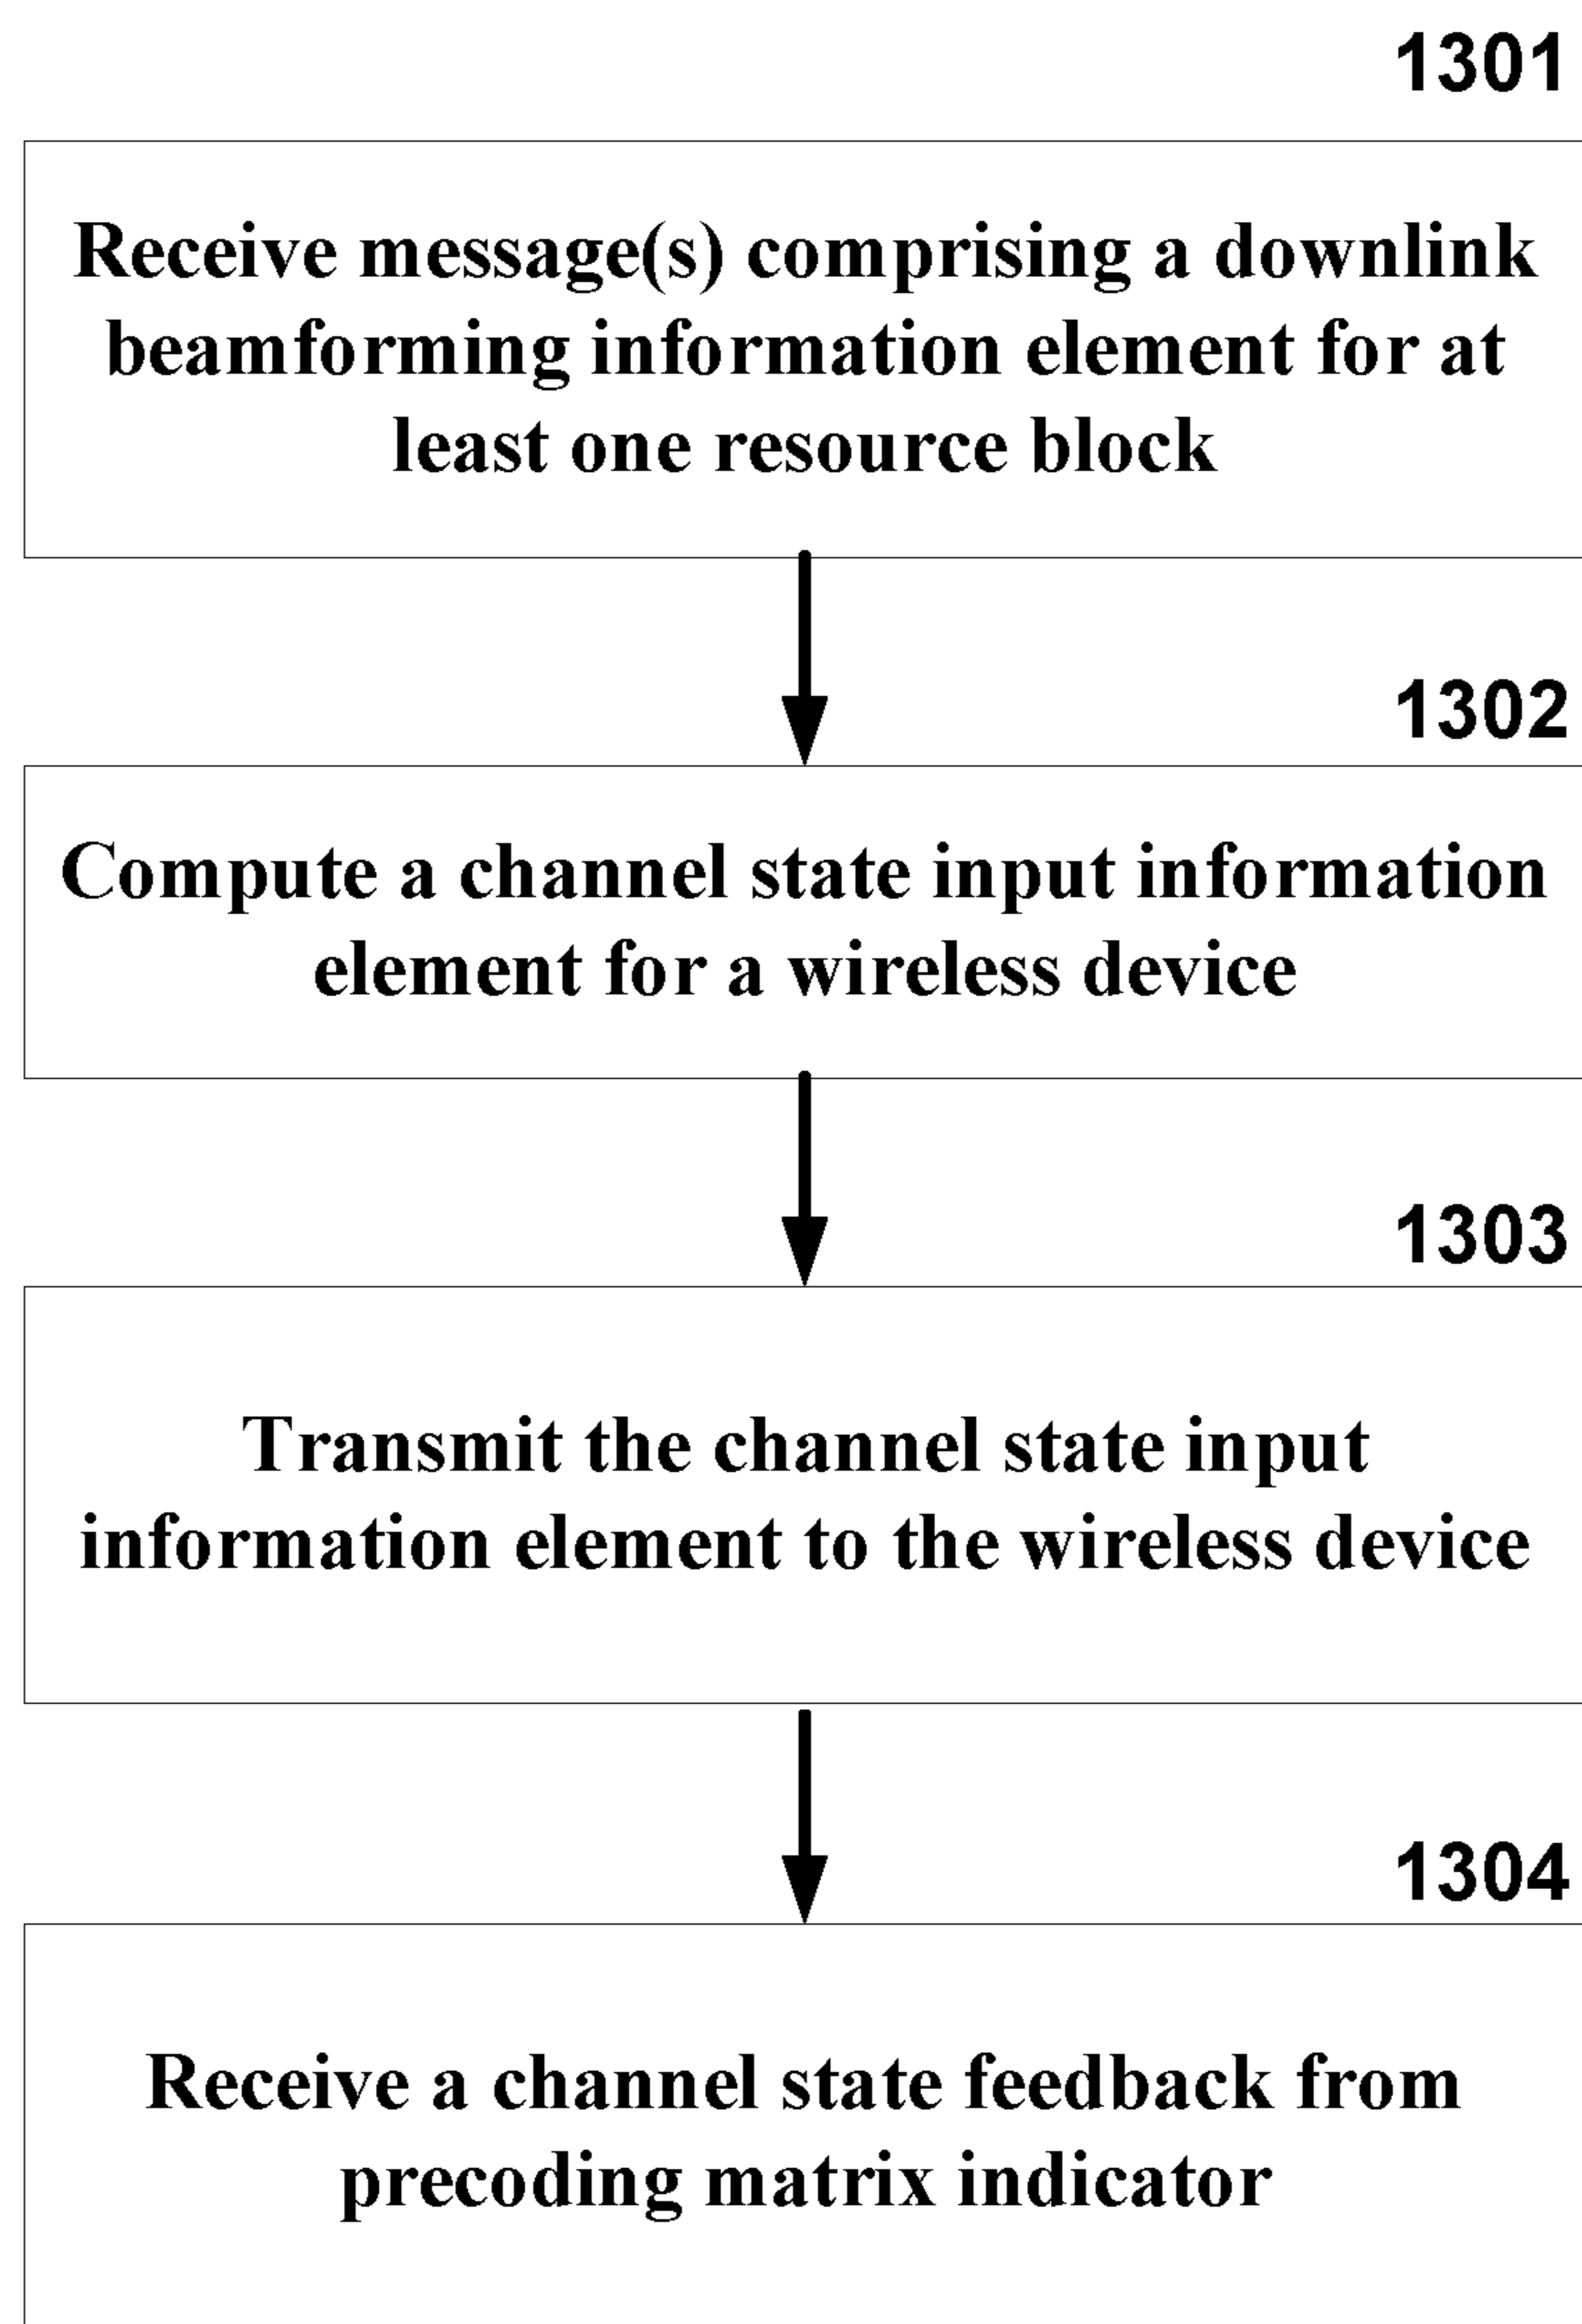 1301
Receive message(s) comprising a downlink
beamforming information element for at
least one resource block
1302
Compute a channel state input information
element for a wireless device
1303
Transmit the channel state input
information element to the wireless device
1304
Receive a channel state feedback from
precoding matrix indicator